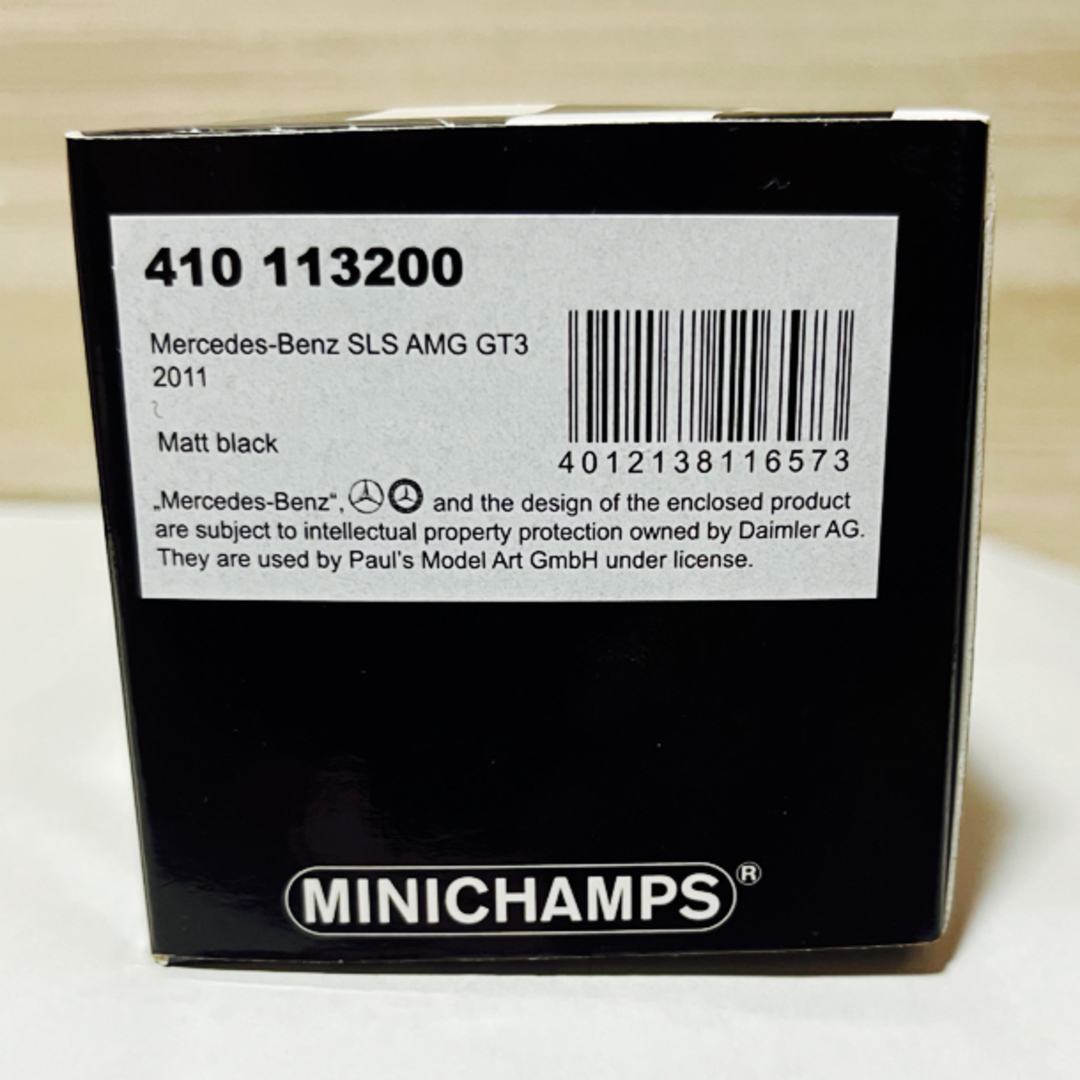 410 113200
Mercedes-Benz SLS AMG GT3
2011
Matt black
4012138116573
„Mercedes-Benz“, and the design of the enclosed product
are subject to intellectual property protection owned by Daimler AG.
They are used by Paul's Model Art GmbH under license.
MINICHAMPS®